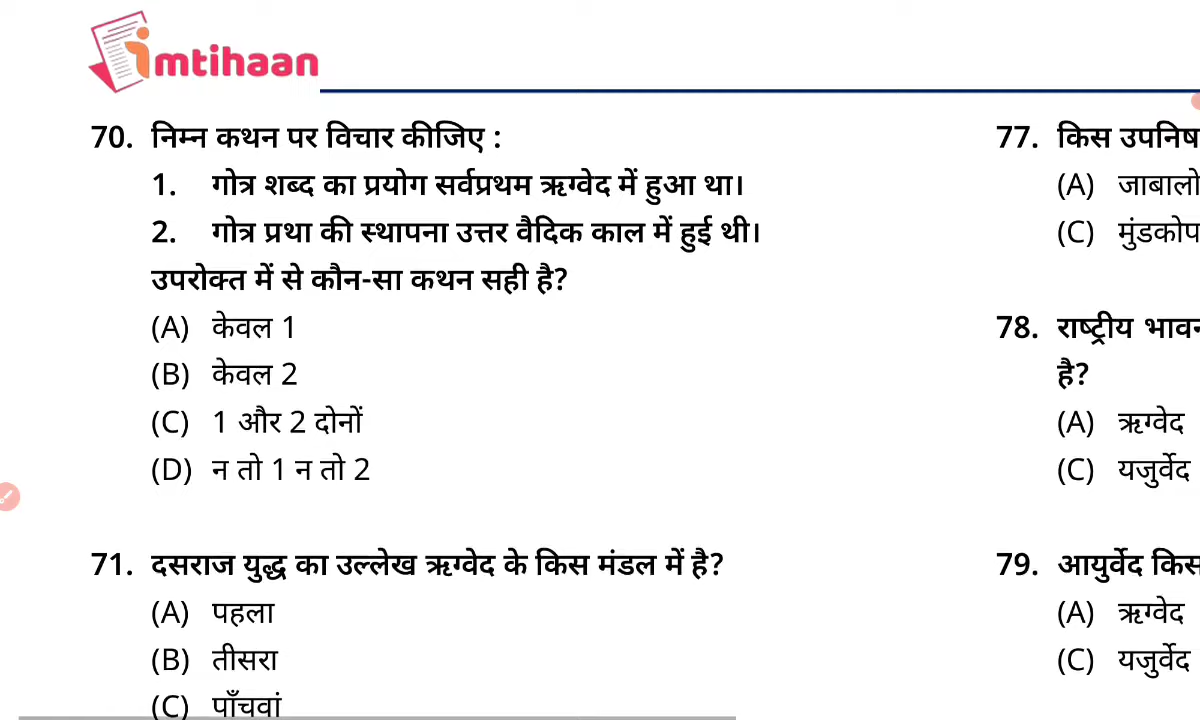 imtihaan
70. निम्न कथन पर विचार कीजिए :
1. गोत्र शब्द का प्रयोग सर्वप्रथम ऋग्वेद में हुआ था।
2. गोत्र प्रथा की स्थापना उत्तर वैदिक काल में हुई थी।
उपरोक्त में से कौन-सा कथन सही है?
(A) केवल 1
(B) केवल 2
(C) 1 और 2 दोनों
(D) न तो 1 न तो 2
71. दसराज युद्ध का उल्लेख ऋग्वेद के किस मंडल में है?
(A) पहला
(B) तीसरा
(C) पाँचवां
77. किस
(A)
(C)
78. राष्ट्रीय
है?
(A) ऋग्वेद
(C) यजुर्वेद
79. आयुर्वेद
(A) ऋग्वेद
(C) यजुर्वेद